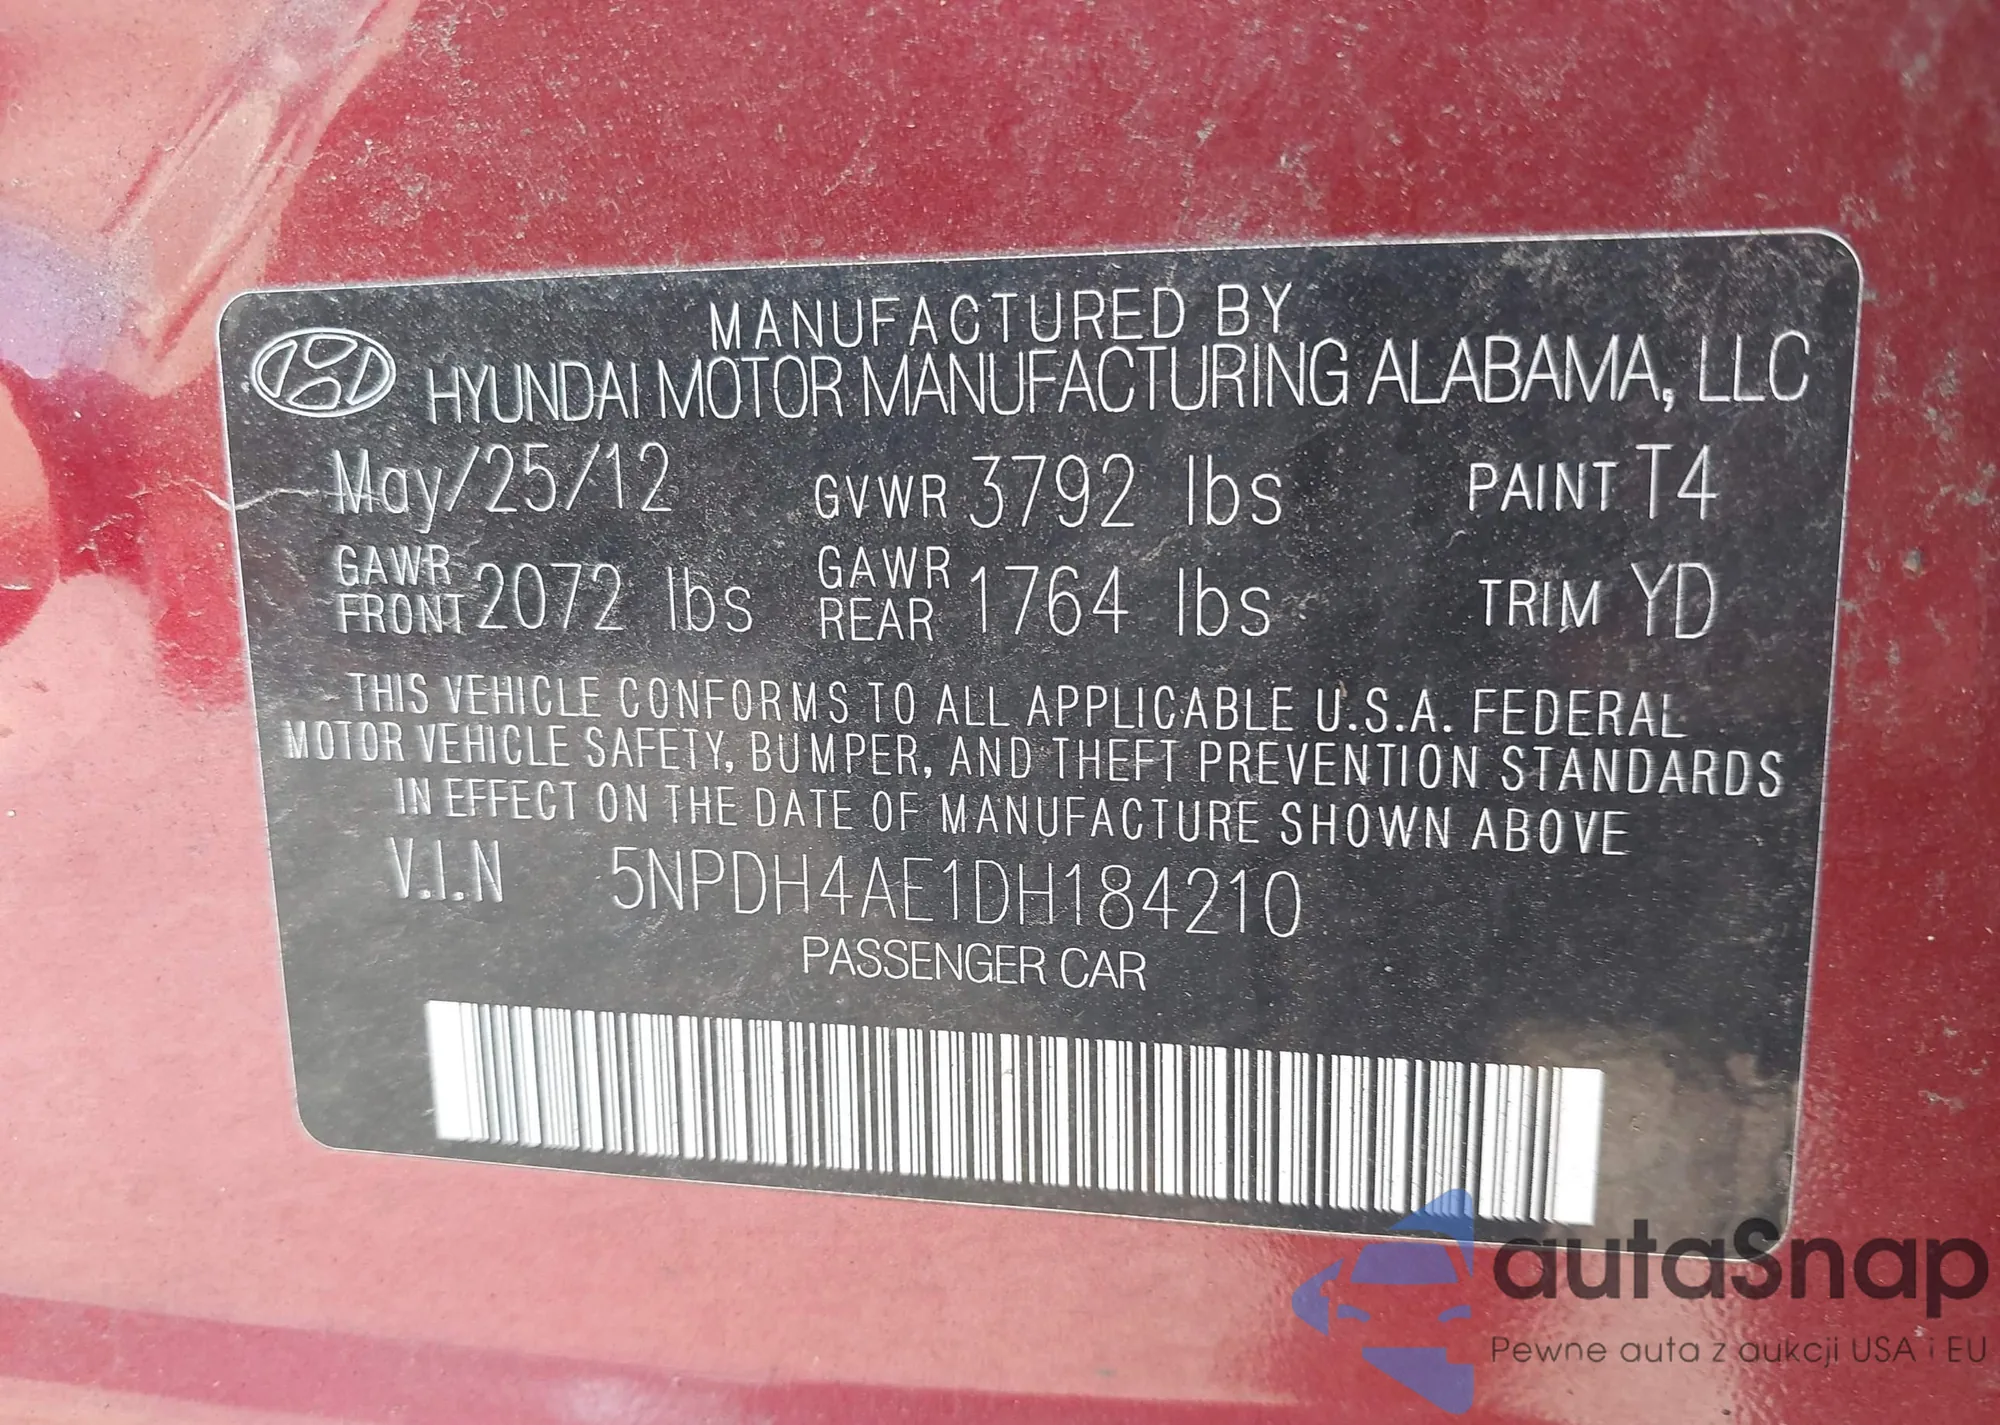 MANUFACTURED BY
HYUNDAI MOTOR MANUFACTURING ALABAMA, LLC
May/25/12 GVWR 3792 lbs PAINT T4
GAWR FRONT 2072 lbs GAWR REAR 1764 lbs TRIM YD
THIS VEHICLE CONFORMS TO ALL APPLICABLE U.S.A. FEDERAL
MOTOR VEHICLE SAFETY, BUMPER, AND THEFT PREVENTION STANDARDS
IN EFFECT ON THE DATE OF MANUFACTURE SHOWN ABOVE
V.I.N 5NPDH4AE1DH184210
PASSENGER CAR
autaSnap
Pewne auta z aukcji USA i EU